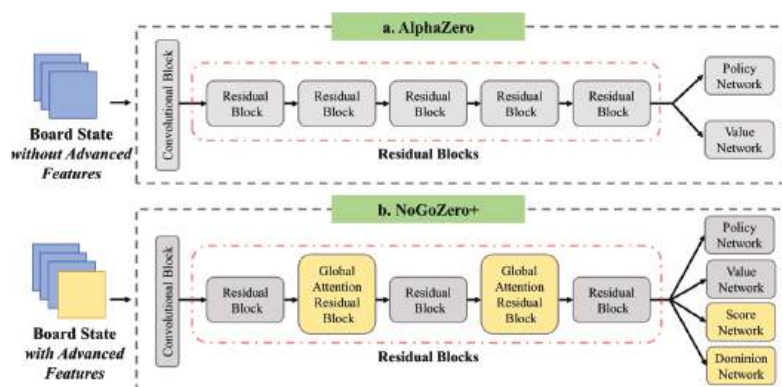 a. AlphaZero
Board State
without Advanced
Features
Convolutional Block
Residual
Block
Residual
Block
Residual
Block
Residual
Block
Residual
Block
Residual Blocks
Policy
Network
Value
Network
b. NoGoZero+
Board State
with Advanced
Features
Convolutional Block
Residual
Block
Global
Attention
Residual
Block
Residual
Block
Global
Attention
Residual
Block
Residual
Block
Residual Blocks
Policy
Network
Value
Network
Score
Network
Dominion
Network